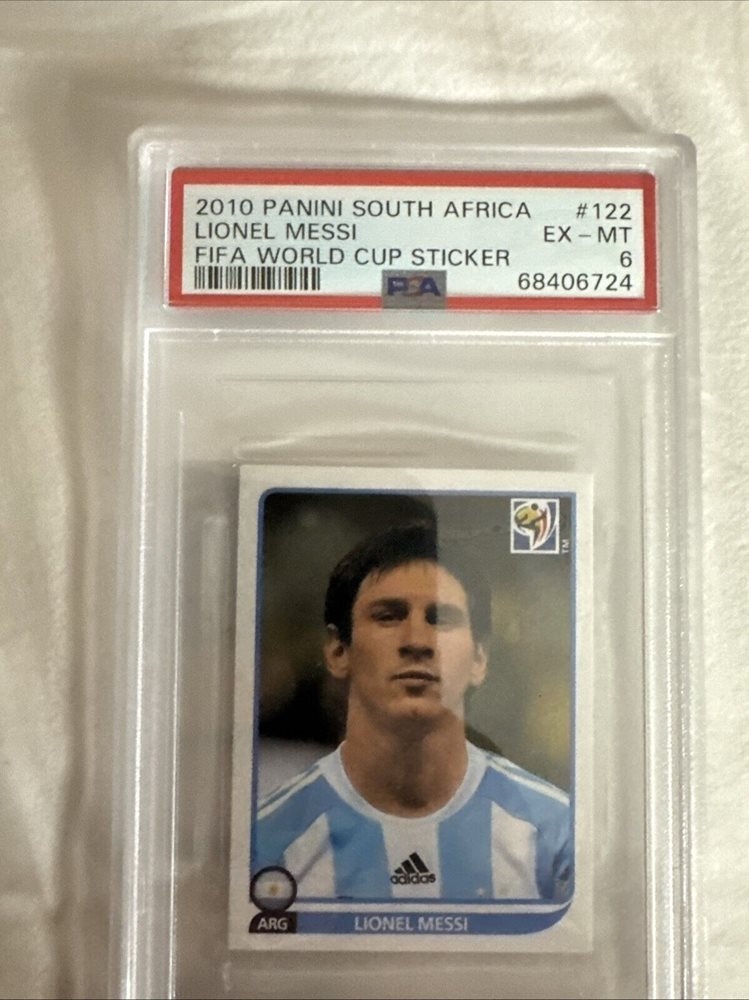 2010 PANINI SOUTH AFRICA #122
LIONEL MESSI EX - MT
FIFA WORLD CUP STICKER 6
PSA 68406724
TM
adidas
ARG LIONEL MESSI